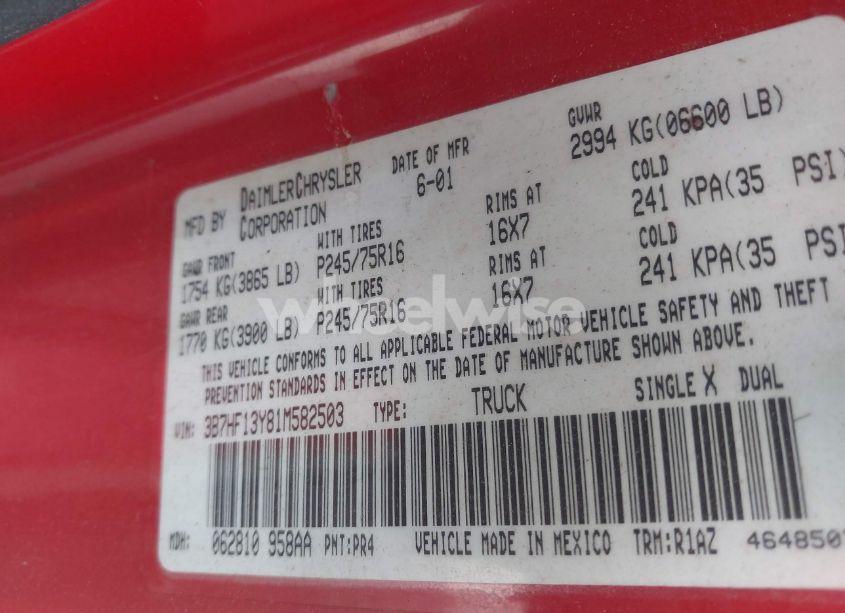 MFD BY DAIMLERCHRYSLER CORPORATION
DATE OF MFR 6-01
GVWR 2994 KG(06600 LB)
GAWR FRONT 1754 KG(3865 LB) WITH TIRES P245/75R16 RIMS AT 16X7 COLD 241 KPA(35 PSI)
GAWR REAR 1770 KG(3900 LB) WITH TIRES P245/75R16 RIMS AT 16X7 COLD 241 KPA(35 PSI)
THIS VEHICLE CONFORMS TO ALL APPLICABLE FEDERAL MOTOR VEHICLE SAFETY AND THEFT
PREVENTION STANDARDS IN EFFECT ON THE DATE OF MANUFACTURE SHOWN ABOVE.
VIN: 3B7HF13Y81M582503 TYPE: TRUCK SINGLE X DUAL
MDH: 062810 958AA PNT:PR4 VEHICLE MADE IN MEXICO TRM:R1AZ
wheelwise